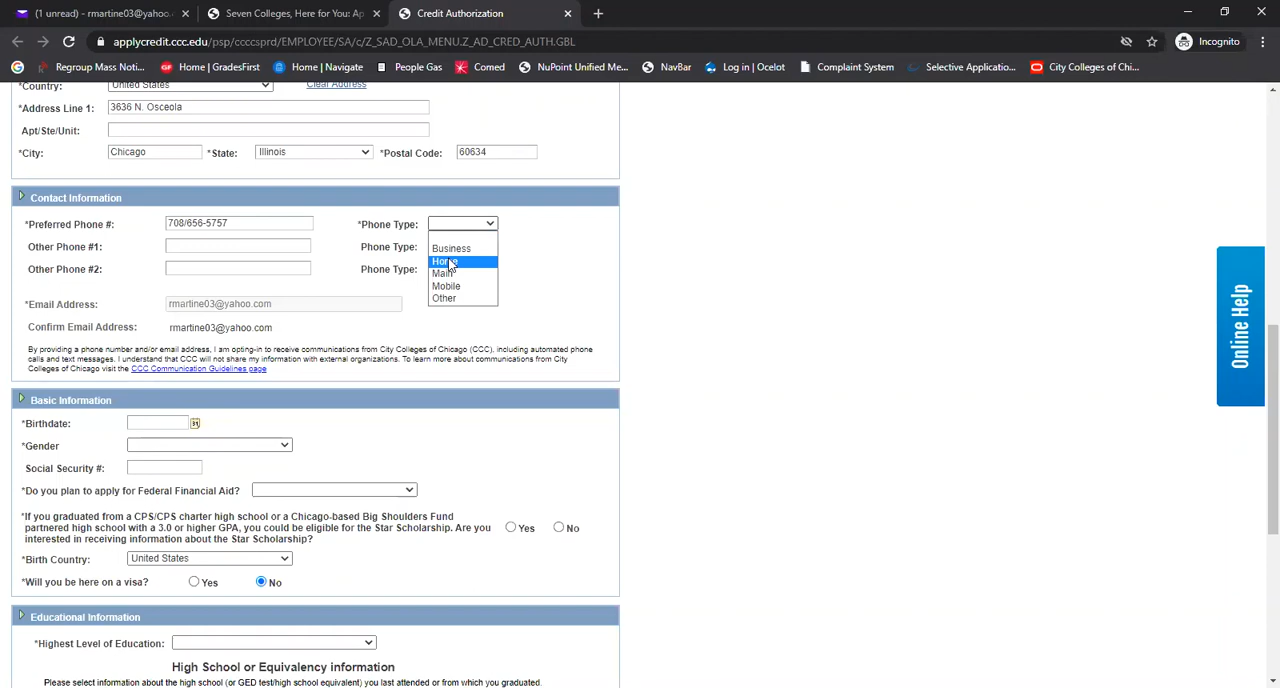 (1 unread) - rmartine03@yahoo.
Seven Colleges, Here for You: Ap
Credit Authorization
applycredit.ccc.edu/psp/ccccsprd/EMPLOYEE/SA/c/Z_SAD_OLA_MENU.Z_AD_CRED_AUTH.GBL
Incognito
Regroup Mass Noti...
Home | GradesFirst
Home | Navigate
People Gas
Comed
NuPoint Unified Me...
NavBar
Log in | Ocelot
Complaint System
Selective Applicatio...
City Colleges of Chi...
*Country: United States Clear Address
*Address Line 1: 3636 N. Osceola
Apt/Ste/Unit:
*City: Chicago *State: Illinois *Postal Code: 60634
Contact Information
*Preferred Phone #: 708/656-5757 *Phone Type:
Other Phone #1: Phone Type: Business
Home
Other Phone #2: Phone Type: Main
Mobile
Other
*Email Address: rmartine03@yahoo.com
Confirm Email Address: rmartine03@yahoo.com
By providing a phone number and/or email address, I am opting-in to receive communications from City Colleges of Chicago (CCC), including automated phone
calls and text messages. I understand that CCC will not share my information with external organizations. To learn more about communications from City
Colleges of Chicago visit the CCC Communication Guidelines page
Online Help
Basic Information
*Birthdate: 31
*Gender
Social Security #:
*Do you plan to apply for Federal Financial Aid?
*If you graduated from a CPS/CPS charter high school or a Chicago-based Big Shoulders Fund
partnered high school with a 3.0 or higher GPA, you could be eligible for the Star Scholarship. Are you Yes No
interested in receiving information about the Star Scholarship?
*Birth Country: United States
*Will you be here on a visa? Yes No
Educational Information
*Highest Level of Education:
High School or Equivalency information
Please select information about the high school (or GED test/high school equivalent) you last attended or from which you graduated.